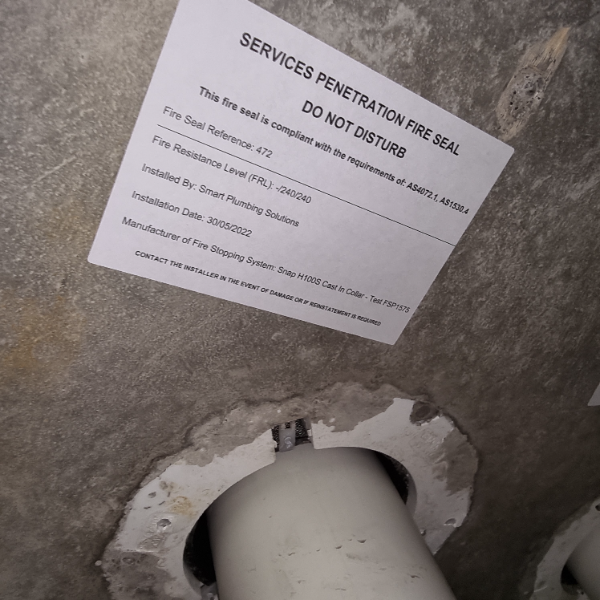 SERVICES PENETRATION FIRE SEAL
DO NOT DISTURB
This fire seal is compliant with the requirements of: AS4072.1, AS1530.4
Fire Seal Reference: 472
Fire Resistance Level (FRL): -/240/240
Installed By: Smart Plumbing Solutions
Installation Date: 30/05/2022
Manufacturer of Fire Stopping System: Snap H100S Cast In Collar - Test FSP1575
CONTACT THE INSTALLER IN THE EVENT OF DAMAGE OR IF REINSTATEMENT IS REQUIRED